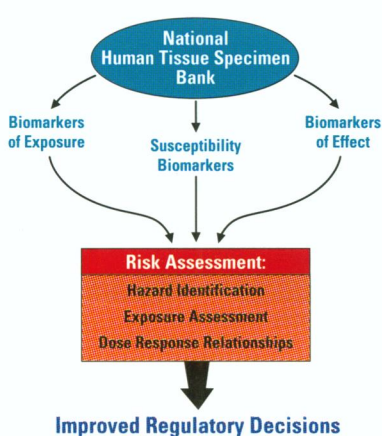 National
Human Tissue Specimen
Bank
Biomarkers
of Exposure
Susceptibility
Biomarkers
Biomarkers
of Effect
Risk Assessment:
Hazard Identification
Exposure Assessment
Dose Response Relationships
Improved Regulatory Decisions